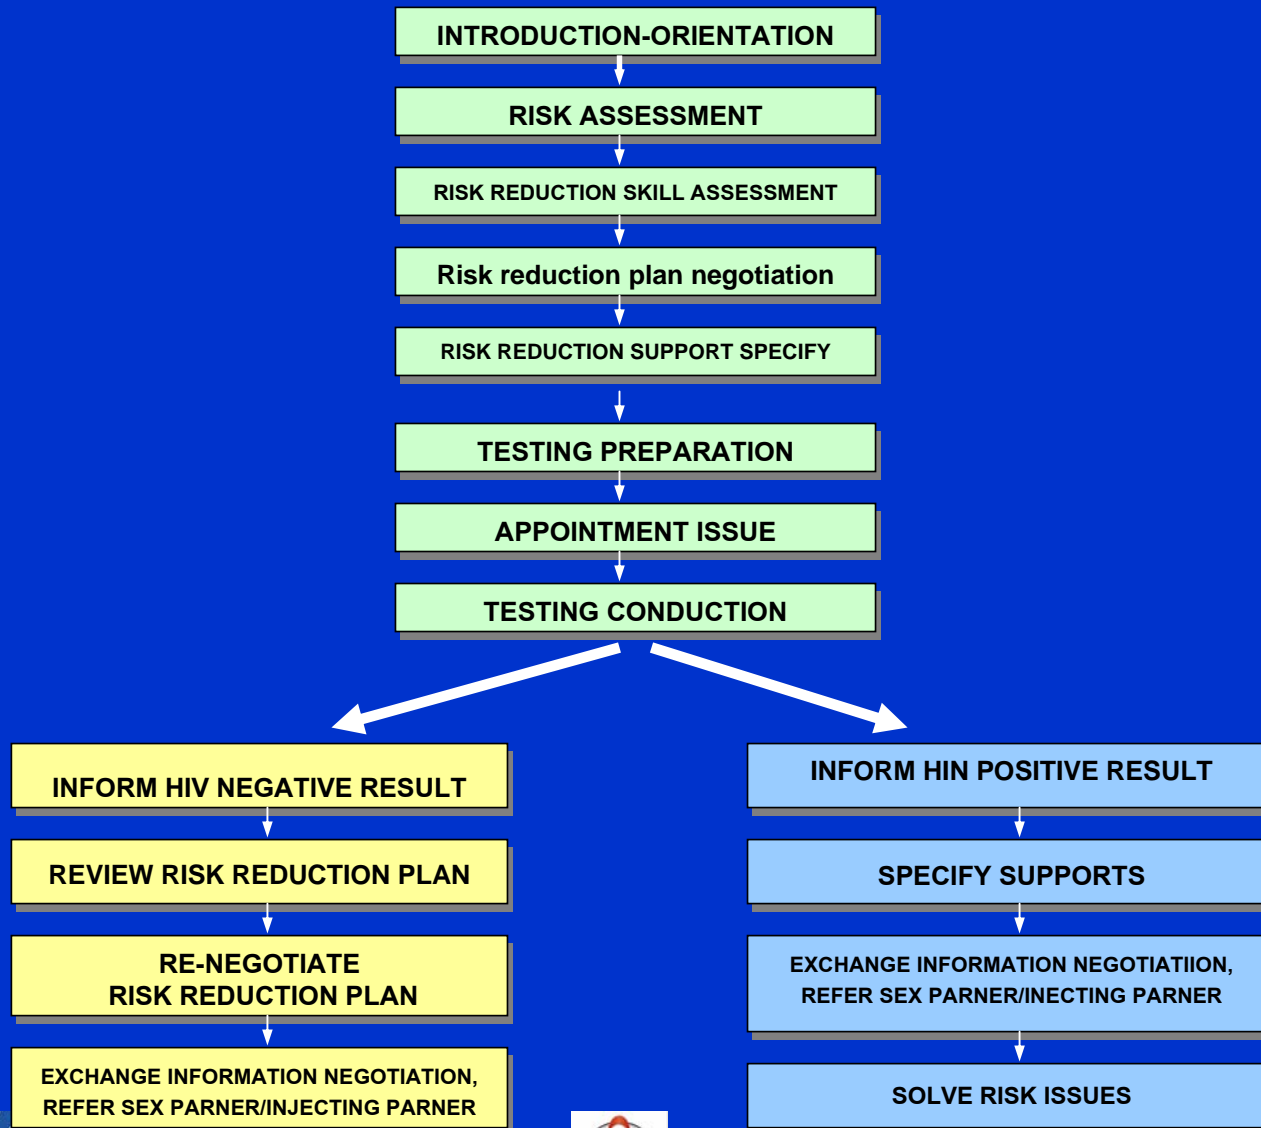 INTRODUCTION-ORIENTATION
RISK ASSESSMENT
RISK REDUCTION SKILL ASSESSMENT
Risk reduction plan negotiation
RISK REDUCTION SUPPORT SPECIFY
TESTING PREPARATION
APPOINTMENT ISSUE
TESTING CONDUCTION
INFORM HIV NEGATIVE RESULT
REVIEW RISK REDUCTION PLAN
RE-NEGOTIATE
RISK REDUCTION PLAN
EXCHANGE INFORMATION NEGOTIATION,
REFER SEX PARNER/INJECTING PARNER
INFORM HIN POSITIVE RESULT
SPECIFY SUPPORTS
EXCHANGE INFORMATION NEGOTIATIION,
REFER SEX PARNER/INECTING PARNER
SOLVE RISK ISSUES